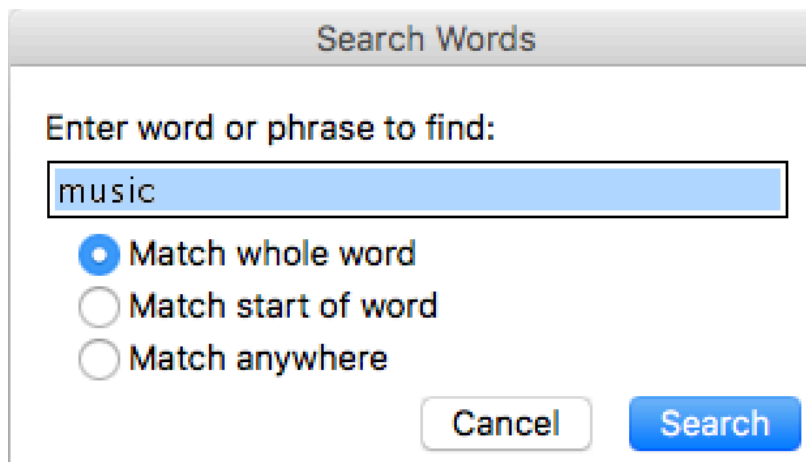 Search Words
Enter word or phrase to find:
music
Match whole word
Match start of word
Match anywhere
Cancel Search